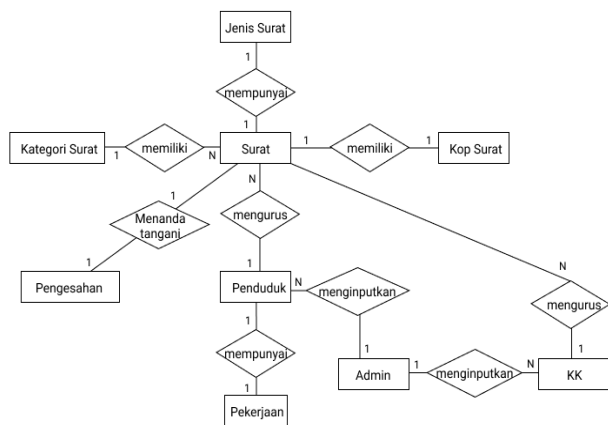 Jenis Surat
1
mempunyai
1
Kategori Surat
1
memiliki
N
Surat
1
memiliki
1
Kop Surat
1
N
Menanda
tangani
mengurus
1
1
Pengesahan
Penduduk
N
menginputkan
N
mengurus
1
1
mempunyai
1
Admin
1
menginputkan
N
KK
1
Pekerjaan